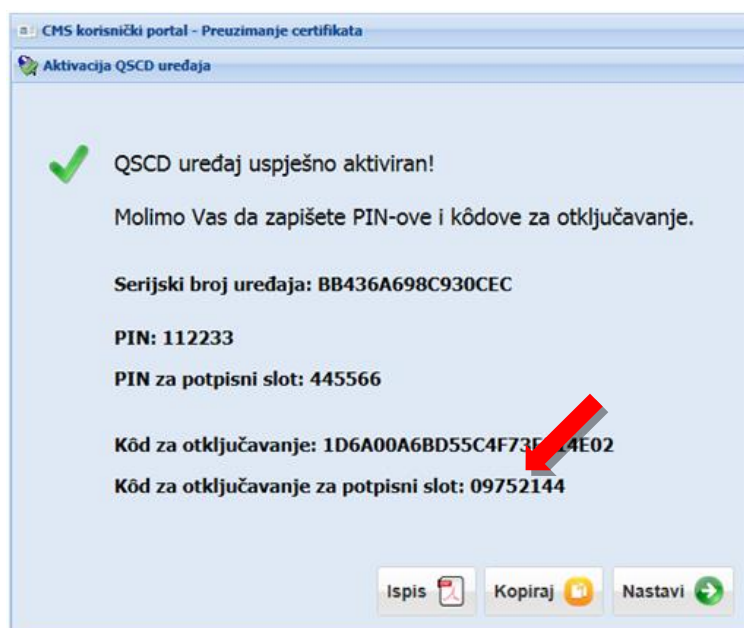 CMS korisnički portal - Preuzimanje certifikata
Aktivacija QSCD uređaja
QSCD uređaj uspješno aktiviran!
Molimo Vas da zapišete PIN-ove i kôdove za otključavanje.
Serijski broj uređaja: BB436A698C930CEC
PIN: 112233
PIN za potpisni slot: 445566
Kôd za otključavanje:
Kôd za otključavanje za potpisni slot: 09752144
Ispis
Kopiraj
Nastavi